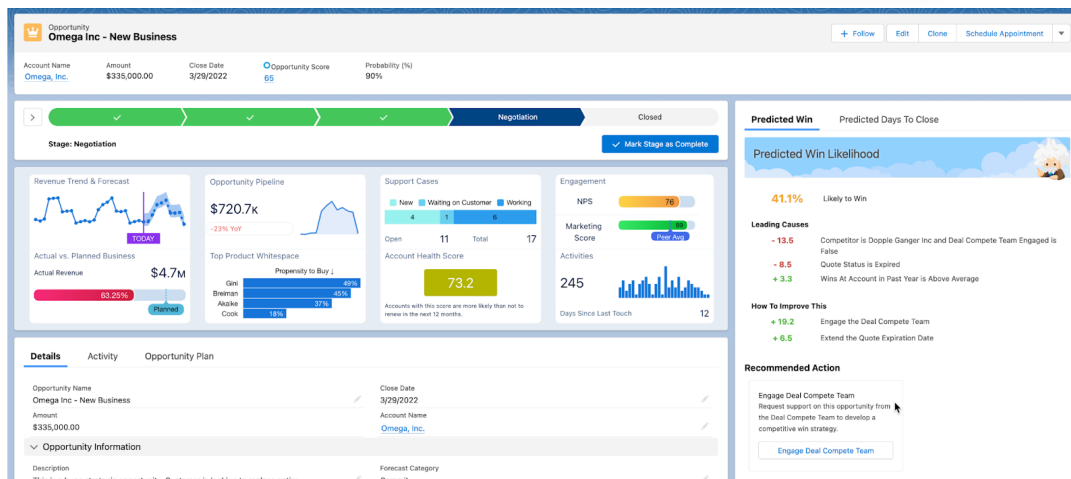 Opportunity
Omega Inc - New Business
+ Follow
Edit
Clone
Schedule Appointment
Account Name
Amount
Close Date
Opportunity Score
Probability (%)
Omega, Inc.
$335,000.00
3/29/2022
65
90%
Negotiation
Closed
Stage: Negotiation
Mark Stage as Complete
Revenue Trend & Forecast
TODAY
Actual vs. Planned Business
Actual Revenue
$4.7M
63.25%
Planned
Opportunity Pipeline
$720.7K
-23% YoY
Top Product Whitespace
Propensity to Buy ↓
Gini 49%
Breiman 45%
Akaike 37%
Cook 18%
Support Cases
New Waiting on Customer Working
4 1 6
Open 11 Total 17
Account Health Score
73.2
Accounts with this score are more likely than not to
renew in the next 12 months.
Engagement
NPS 76
Marketing
Score
89
Peer Avg
Activities
245
Days Since Last Touch 12
Details
Activity
Opportunity Plan
Opportunity Name
Omega Inc - New Business
Close Date
3/29/2022
Amount
$335,000.00
Account Name
Omega, Inc.
Opportunity Information
Description
Forecast Category
Predicted Win
Predicted Days To Close
Predicted Win Likelihood
41.1% Likely to Win
Leading Causes
- 13.5 Competitor is Dopple Ganger Inc and Deal Compete Team Engaged is
False
- 8.5 Quote Status is Expired
+ 3.3 Wins At Account in Past Year is Above Average
How To Improve This
+ 19.2 Engage the Deal Compete Team
+ 6.5 Extend the Quote Expiration Date
Recommended Action
Engage Deal Compete Team
Request support on this opportunity from
the Deal Compete Team to develop a
competitive win strategy.
Engage Deal Compete Team